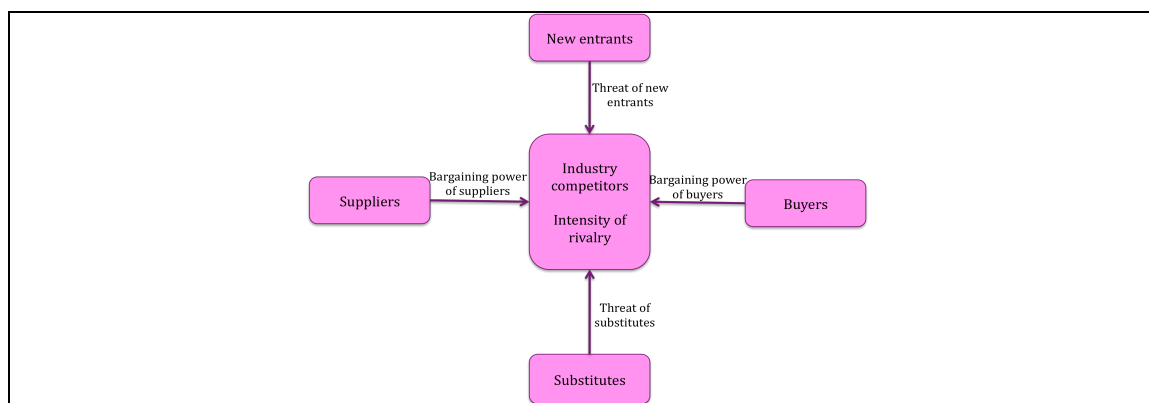 New entrants
Threat of new
entrants
Industry
competitors
Intensity of
rivalry
Bargaining power
of suppliers
Suppliers
Bargaining power
of buyers
Buyers
Threat of
substitutes
Substitutes